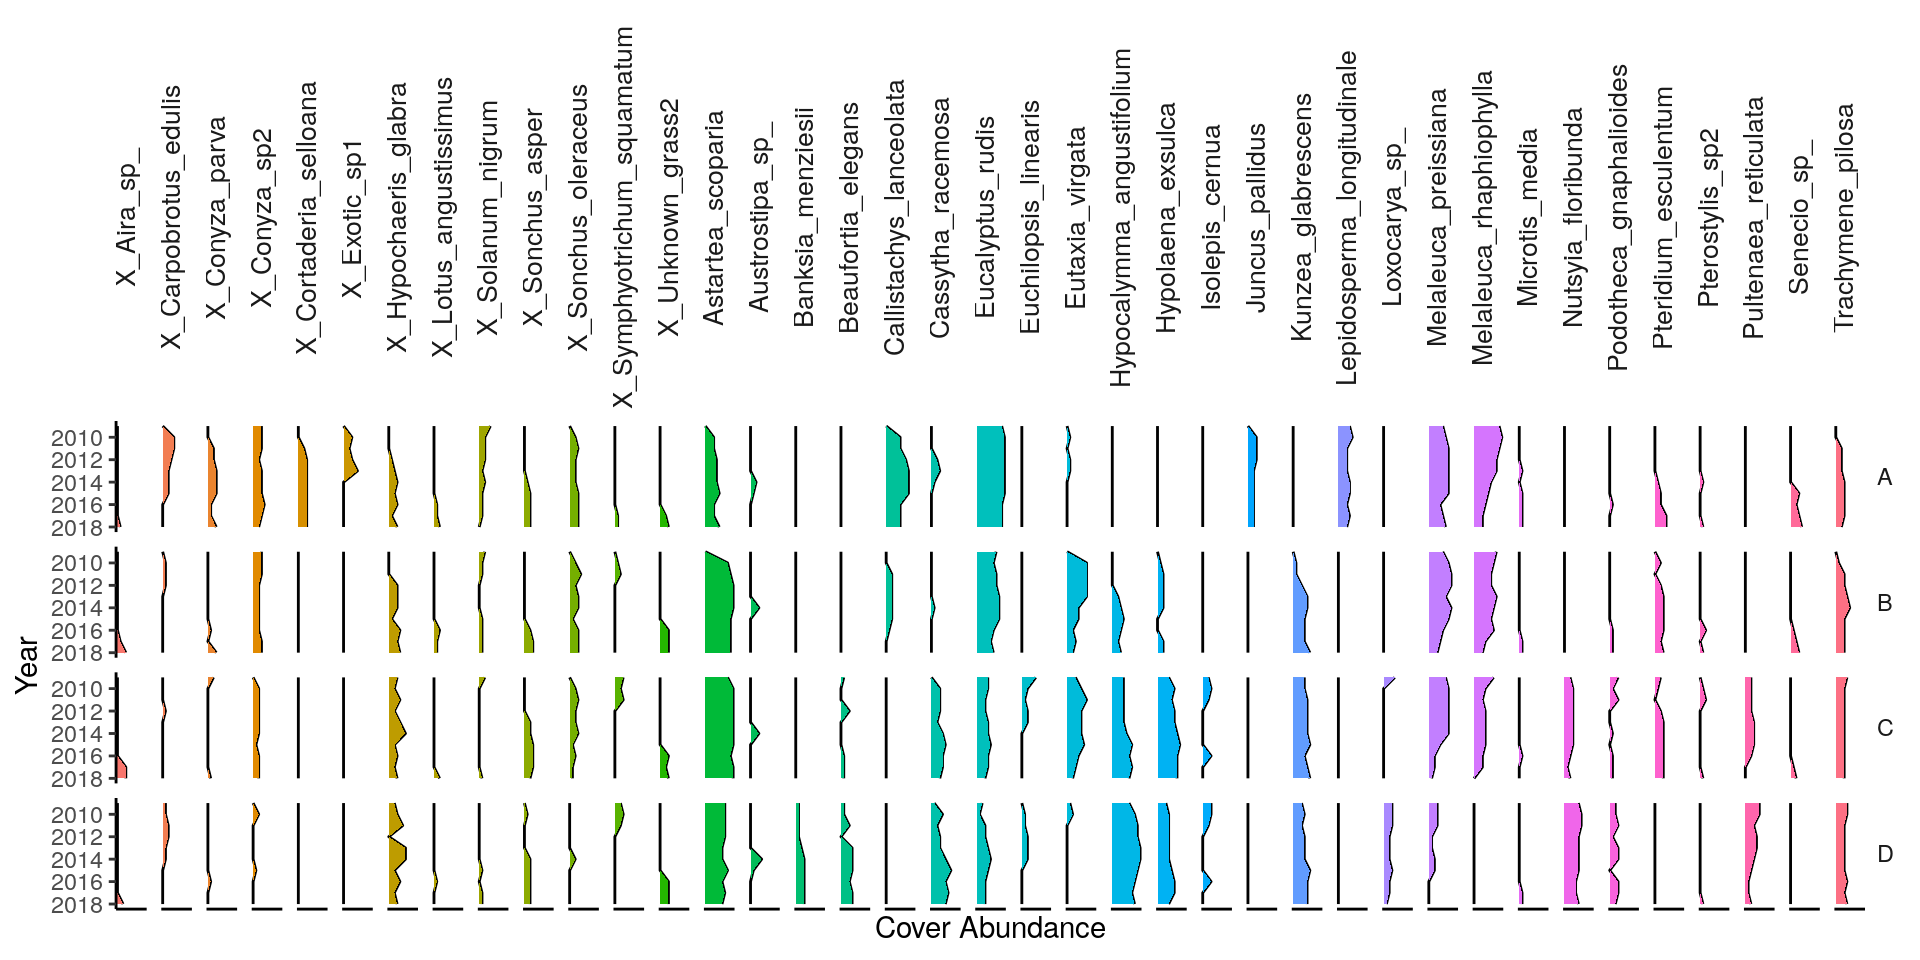 X_Aira_sp_
X_Carpobrotus_edulis
X_Conyza_parva
X_Conyza_sp2
X_Cortaderia_selloana
X_Exotic_sp1
X_Hypochaeris_glabra
X_Lotus_angustissimus
X_Solanum_nigrum
X_Sonchus_asper
X_Sonchus_oleraceus
X_Symphyotrichum_squamatum
X_Unknown_grass2
Astartea_scoparia
Austrostipa_sp_
Banksia_menziesii
Beaufortia_elegans
Callistachys_lanceolata
Cassytha_racemosa
Eucalyptus_rudis
Euchilopsis_linearis
Eutaxia_virgata
Hypocalymma_angustifolium
Hypolaena_exsulca
Isolepis_cernua
Juncus_pallidus
Kunzea_glabrescens
Lepidosperma_longitudinale
Loxocarya_sp_
Melaleuca_preissiana
Melaleuca_rhaphiophylla
Microtis_media
Nutsyia_floribunda
Podotheca_gnaphalioides
Pteridium_esculentum
Pterostylis_sp2
Pultenaea_reticulata
Senecio_sp_
Trachymene_pilosa
Year
2010
2012
2014
2016
2018
A
2010
2012
2014
2016
2018
B
2010
2012
2014
2016
2018
C
2010
2012
2014
2016
2018
D
Cover Abundance